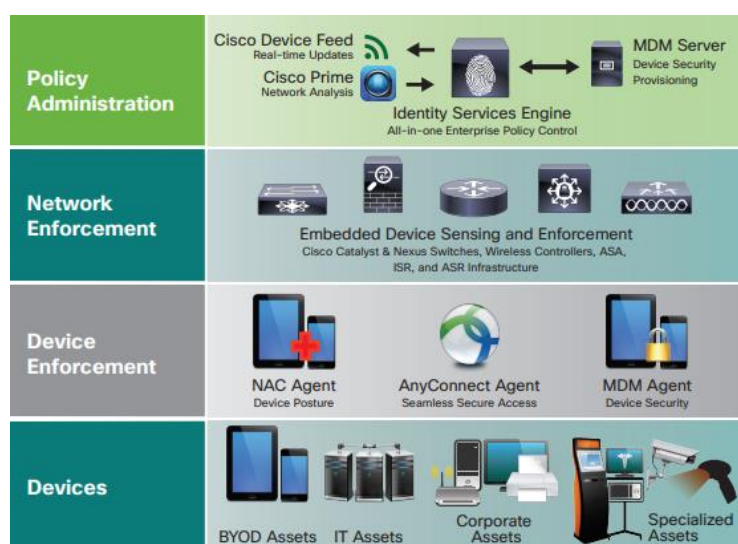 Policy
Administration
Cisco Device Feed
Real-time Updates
Cisco Prime
Network Analysis
Identity Services Engine
All-in-one Enterprise Policy Control
MDM Server
Device Security
Provisioning
Network
Enforcement
Embedded Device Sensing and Enforcement
Cisco Catalyst & Nexus Switches, Wireless Controllers, ASA,
ISR, and ASR Infrastructure
Device
Enforcement
NAC Agent
Device Posture
AnyConnect Agent
Seamless Secure Access
MDM Agent
Device Security
Devices
BYOD Assets
IT Assets
Corporate
Assets
Specialized
Assets